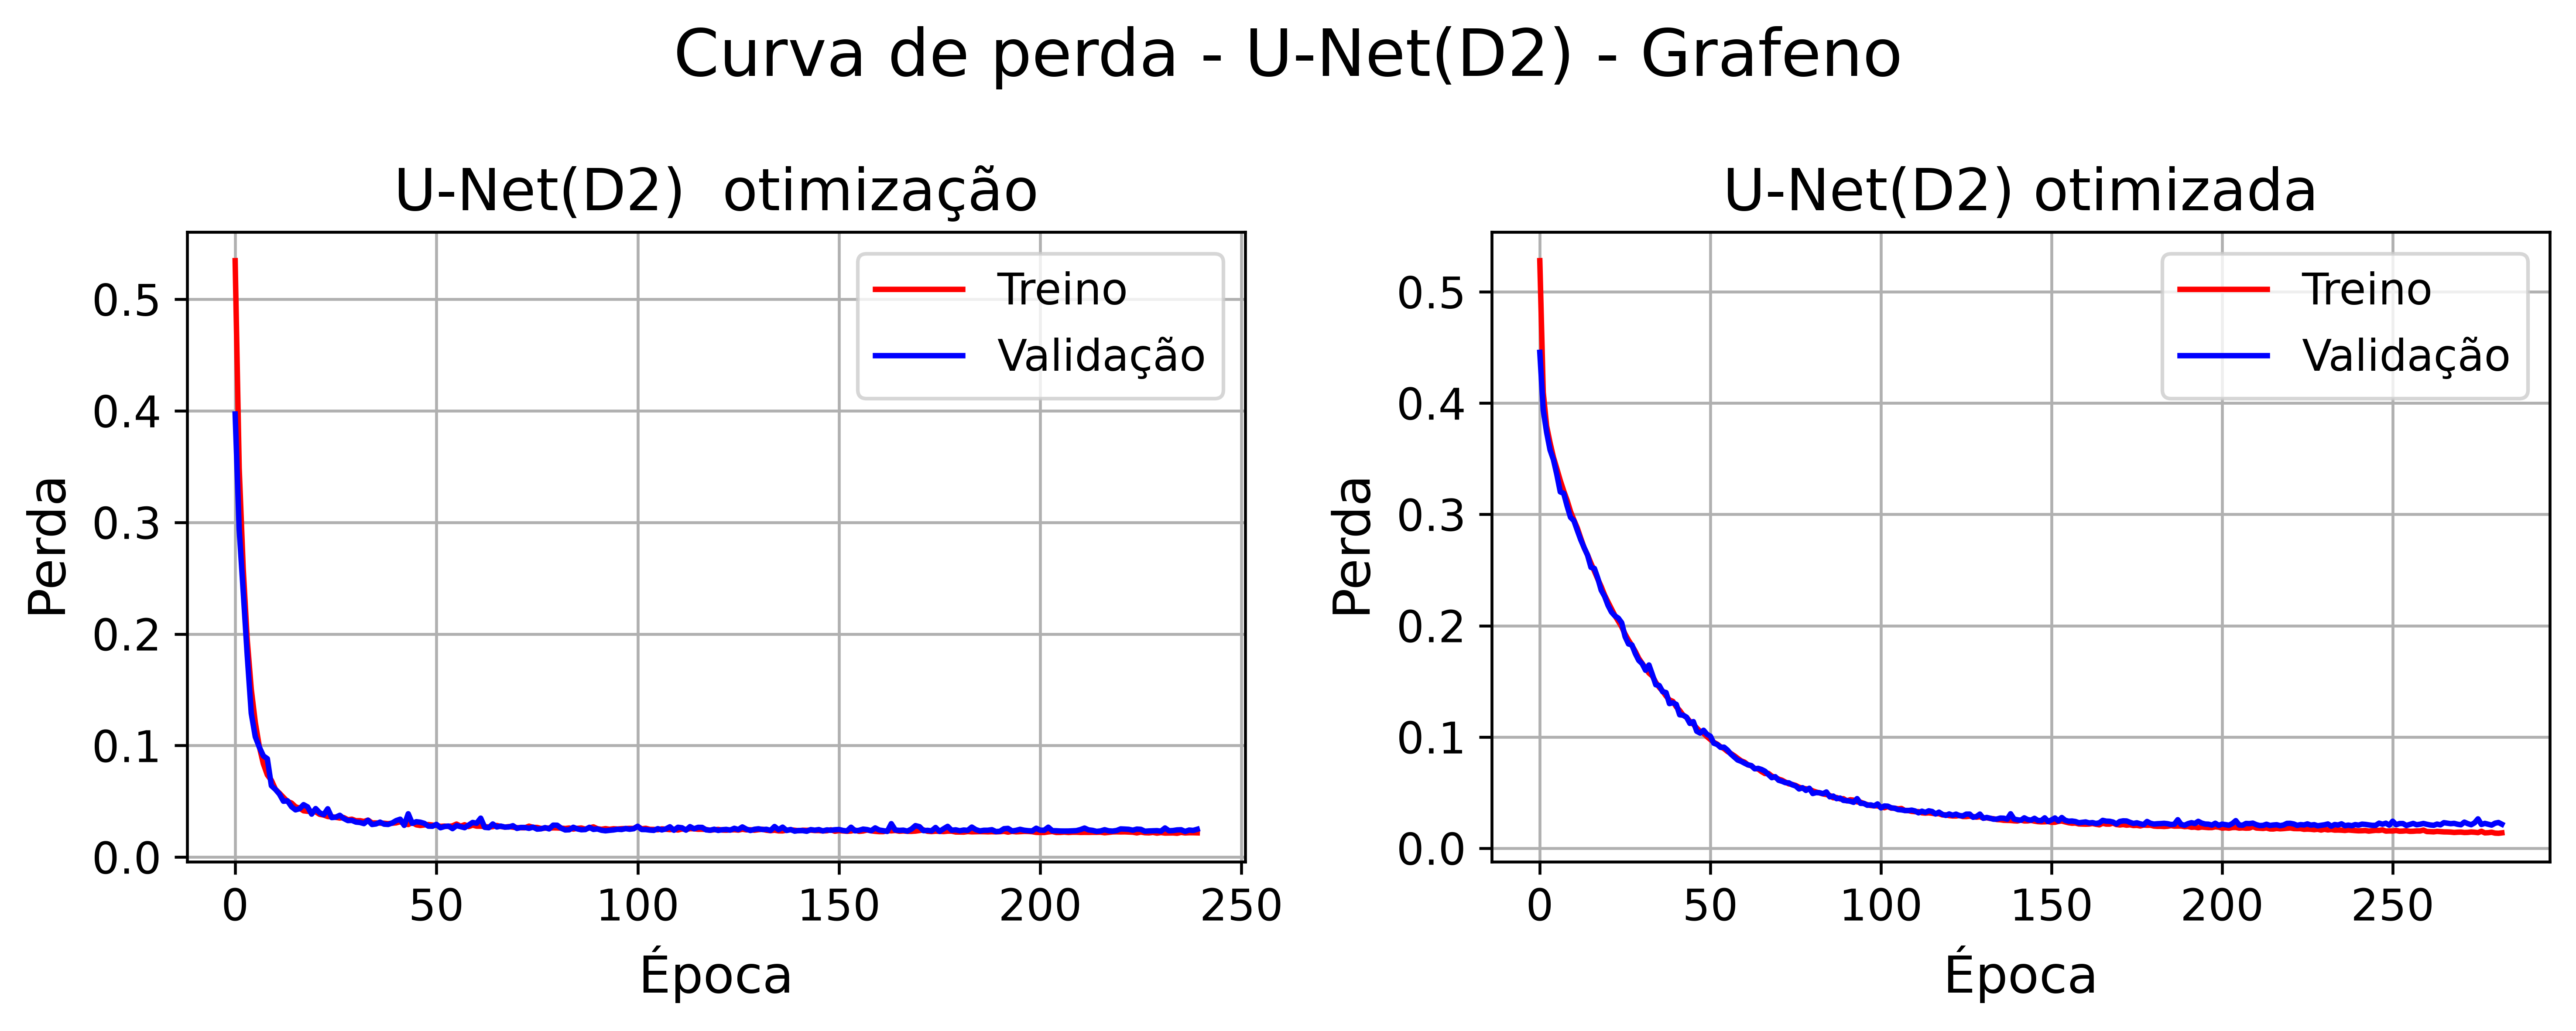 Curva de perda - U-Net(D2) - Grafeno
U-Net(D2)  otimização
Perda
0.5
0.4
0.3
0.2
0.1
0.0
Treino
Validação
0 50 100 150 200 250
Época
U-Net(D2) otimizada
Perda
0.5
0.4
0.3
0.2
0.1
0.0
Treino
Validação
0 50 100 150 200 250
Época